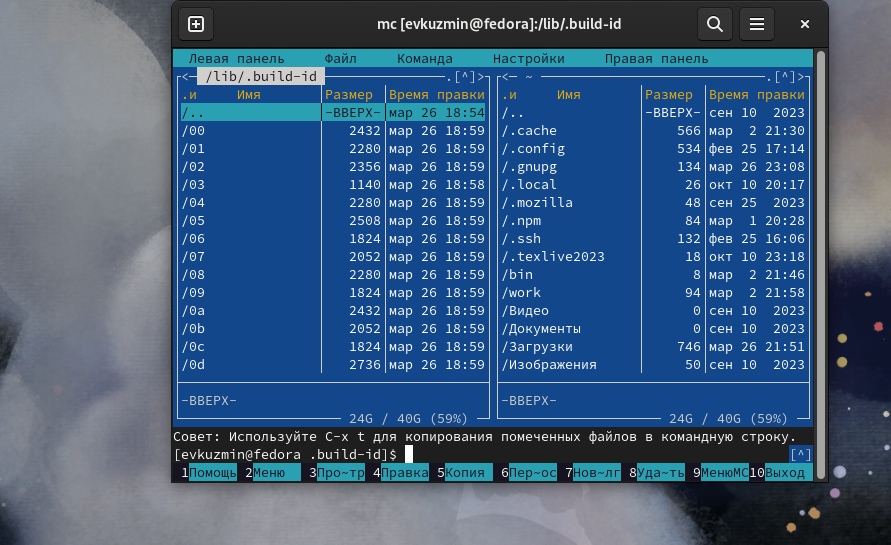 mc [evkuzmin@fedora]:/lib/.build-id
Левая панель Файл Команда Настройки Правая панель
<— /lib/.build-id .[^]> <— ~ .[^]>
.и Имя Размер Время правки .и Имя Размер Время правки
/.. -ВВЕРХ- мар 26 18:54 /.. -ВВЕРХ- сен 10 2023
/00 2432 мар 26 18:59 /.cache 566 мар 2 21:30
/01 2280 мар 26 18:59 /.config 534 фев 25 17:14
/02 2356 мар 26 18:59 /.gnupg 134 мар 26 23:08
/03 1140 мар 26 18:58 /.local 26 окт 10 20:17
/04 2280 мар 26 18:59 /.mozilla 48 сен 25 2023
/05 2508 мар 26 18:59 /.npm 84 мар 1 20:28
/06 1824 мар 26 18:59 /.ssh 132 фев 25 16:06
/07 2052 мар 26 18:59 /.texlive2023 18 окт 10 23:18
/08 2280 мар 26 18:59 /bin 8 мар 2 21:46
/09 1824 мар 26 18:59 /work 94 мар 2 21:58
/0a 2432 мар 26 18:59 /Видео 0 сен 10 2023
/0b 2052 мар 26 18:59 /Документы 0 сен 10 2023
/0c 1824 мар 26 18:59 /Загрузки 746 мар 26 21:51
/0d 2736 мар 26 18:59 /Изображения 50 сен 10 2023
-ВВЕРХ- -ВВЕРХ-
24G / 40G (59%) 24G / 40G (59%)
Совет: Используйте C-x t для копирования помеченных файлов в командную строку.
[evkuzmin@fedora .build-id]$ [^]
1Помощь 2Меню 3Про~тр 4Правка 5Копия 6Пер~ос 7Нов~лг 8Уда~ть 9МенюМС 10Выход